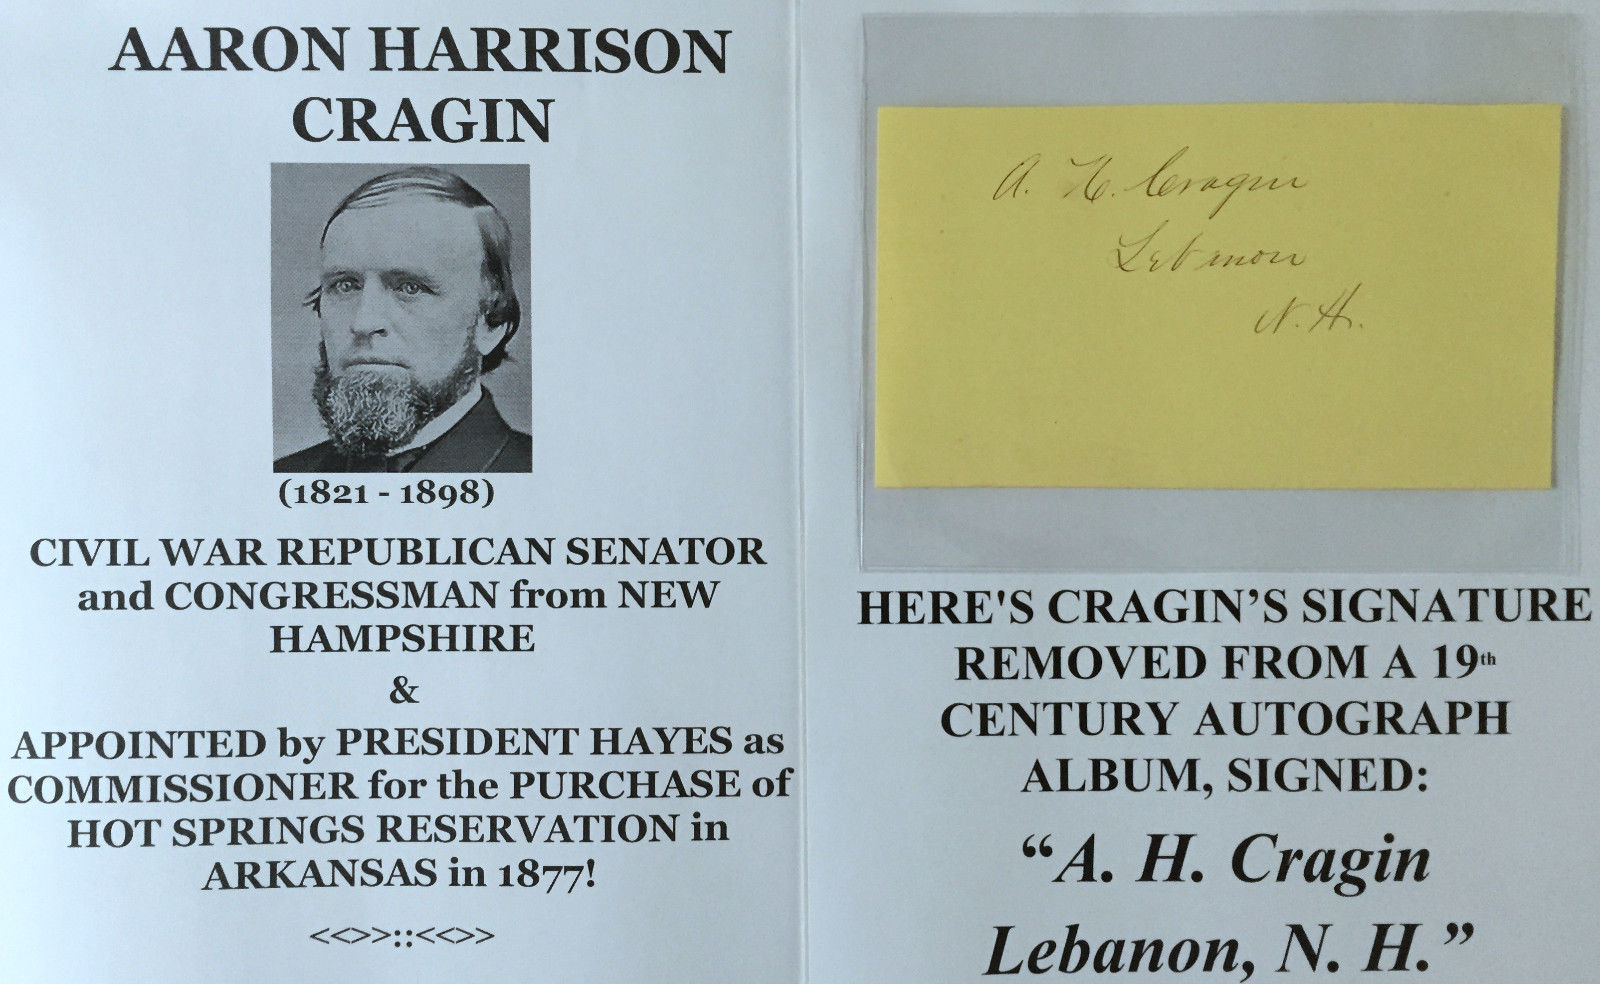 AARON HARRISON
CRAGIN
(1821 - 1898)
CIVIL WAR REPUBLICAN SENATOR
and CONGRESSMAN from NEW
HAMPSHIRE
&
APPOINTED by PRESIDENT HAYES as
COMMISSIONER for the PURCHASE of
HOT SPRINGS RESERVATION in
ARKANSAS in 1877!
<<>>::<<>>
A. H. Cragin
Lebanon
N. H.
HERE'S CRAGIN’S SIGNATURE
REMOVED FROM A 19th
CENTURY AUTOGRAPH
ALBUM, SIGNED:
“A. H. Cragin
Lebanon, N. H.”